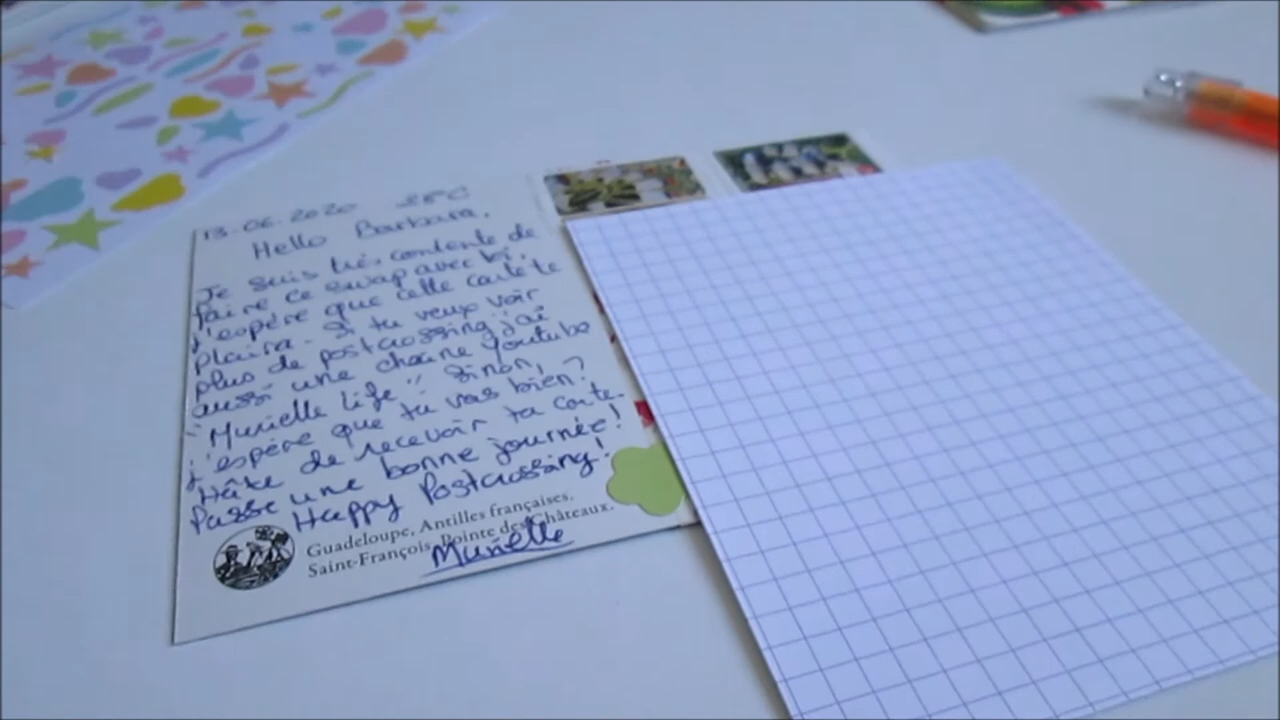 13-06-2020 28°C
Hello Barbara,
Je suis très contente de
faire ce swap avec toi,
j'espère que cette carte te
plaira. Si tu veux voir
plus de postcrossing j'ai
aussi une chaîne youtube
"Murielle Life". Sinon,
j'espère que tu vas bien?
Hâte de recevoir ta carte.
Passe une bonne journée!
Happy Postcrossing!
Guadeloupe, Antilles françaises.
Saint-François, Pointe des Châteaux.
Murielle